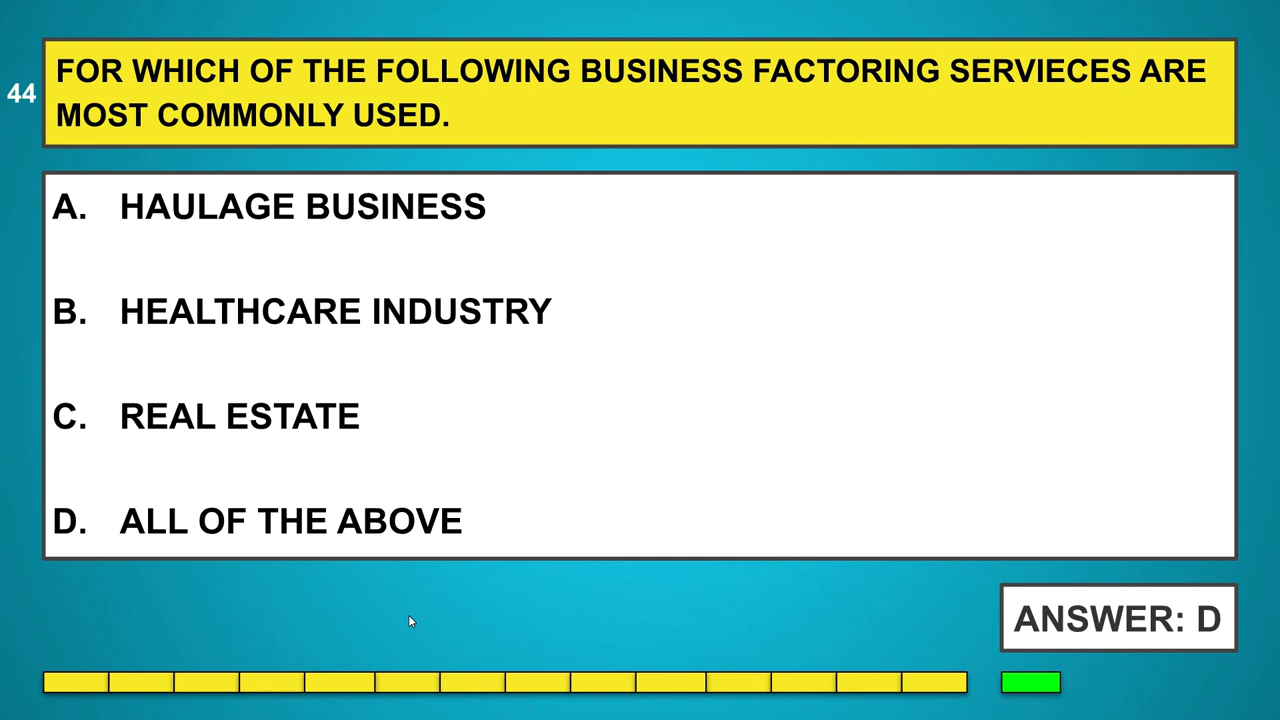 44
FOR WHICH OF THE FOLLOWING BUSINESS FACTORING SERVIECES ARE
MOST COMMONLY USED.
A. HAULAGE BUSINESS
B. HEALTHCARE INDUSTRY
C. REAL ESTATE
D. ALL OF THE ABOVE
ANSWER: D